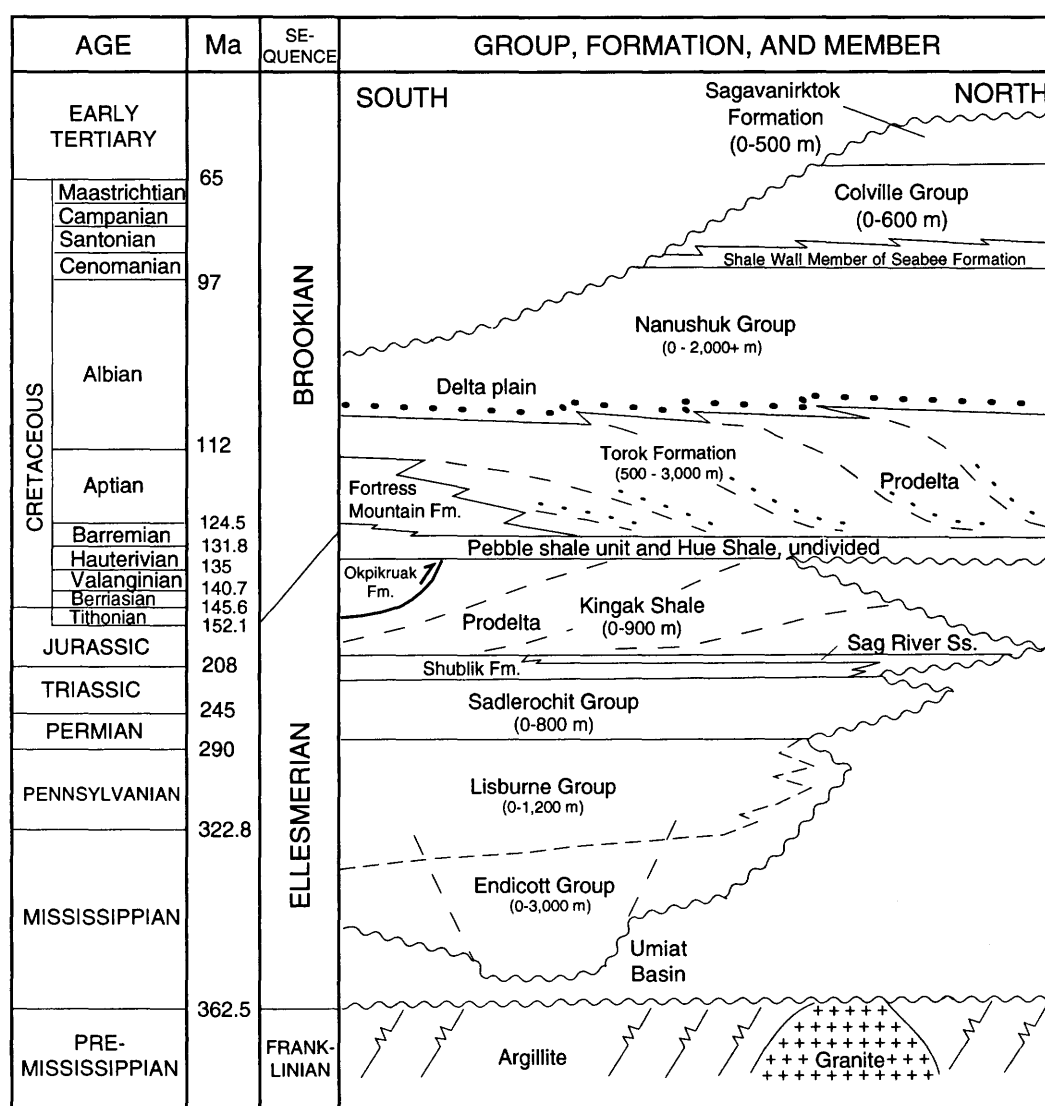 AGE
Ma
SE-
QUENCE
GROUP, FORMATION, AND MEMBER
EARLY
TERTIARY
65
CRETACEOUS
Maastrichtian
Campanian
Santonian
Cenomanian
97
Albian
112
Aptian
124.5
Barremian
131.8
Hauterivian
135
Valanginian
140.7
Berriasian
145.6
Tithonian
152.1
JURASSIC
208
TRIASSIC
245
PERMIAN
290
PENNSYLVANIAN
322.8
MISSISSIPPIAN
362.5
PRE-
MISSISSIPPIAN
BROOKIAN
ELLESMERIAN
FRANK-
LINIAN
SOUTH
NORTH
Sagavanirktok
Formation
(0-500 m)
Colville Group
(0-600 m)
Shale Wall Member of Seabee Formation
Nanushuk Group
(0 - 2,000+ m)
Delta plain
Torok Formation
(500 - 3,000 m)
Prodelta
Fortress
Mountain Fm.
Pebble shale unit and Hue Shale, undivided
Okpikruak
Fm.
Kingak Shale
(0-900 m)
Prodelta
Sag River Ss.
Shublik Fm.
Sadlerochit Group
(0-800 m)
Lisburne Group
(0-1,200 m)
Endicott Group
(0-3,000 m)
Umiat
Basin
Argillite
Granite